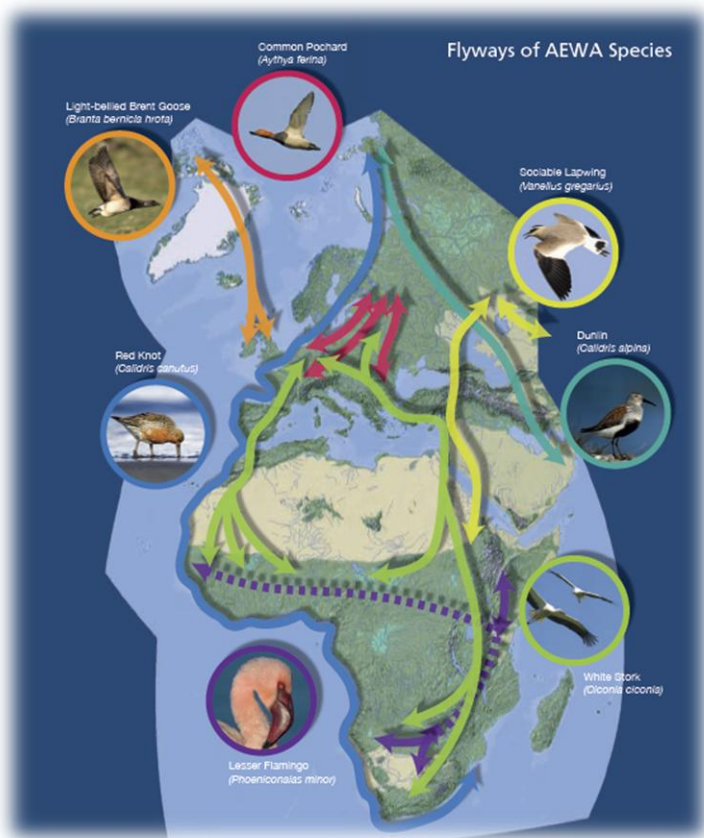 Flyways of AEWA Species
Common Pochard
(Aythya ferina)
Light-bellied Brent Goose
(Branta bernicla hrota)
Sociable Lapwing
(Vanellus gregarius)
Red Knot
(Calidris canutus)
Dunlin
(Calidris alpina)
White Stork
(Ciconia ciconia)
Lesser Flamingo
(Phoeniconaias minor)